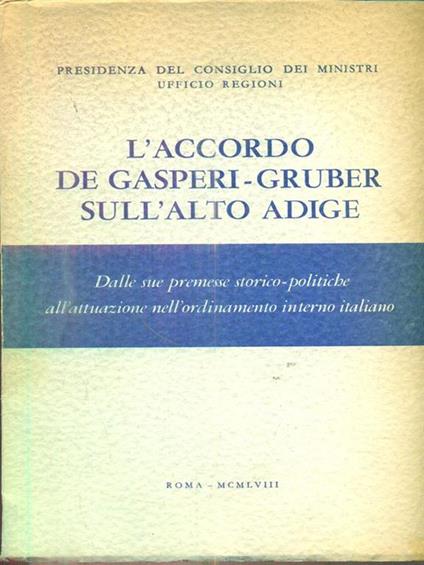 PRESIDENZA DEL CONSIGLIO DEI MINISTRI
UFFICIO REGIONI
L'ACCORDO
DE GASPERI-GRUBER
SULL'ALTO ADIGE
Dalle sue premesse storico-politiche
all'attuazione nell'ordinamento interno italiano
ROMA - MCMLVIII